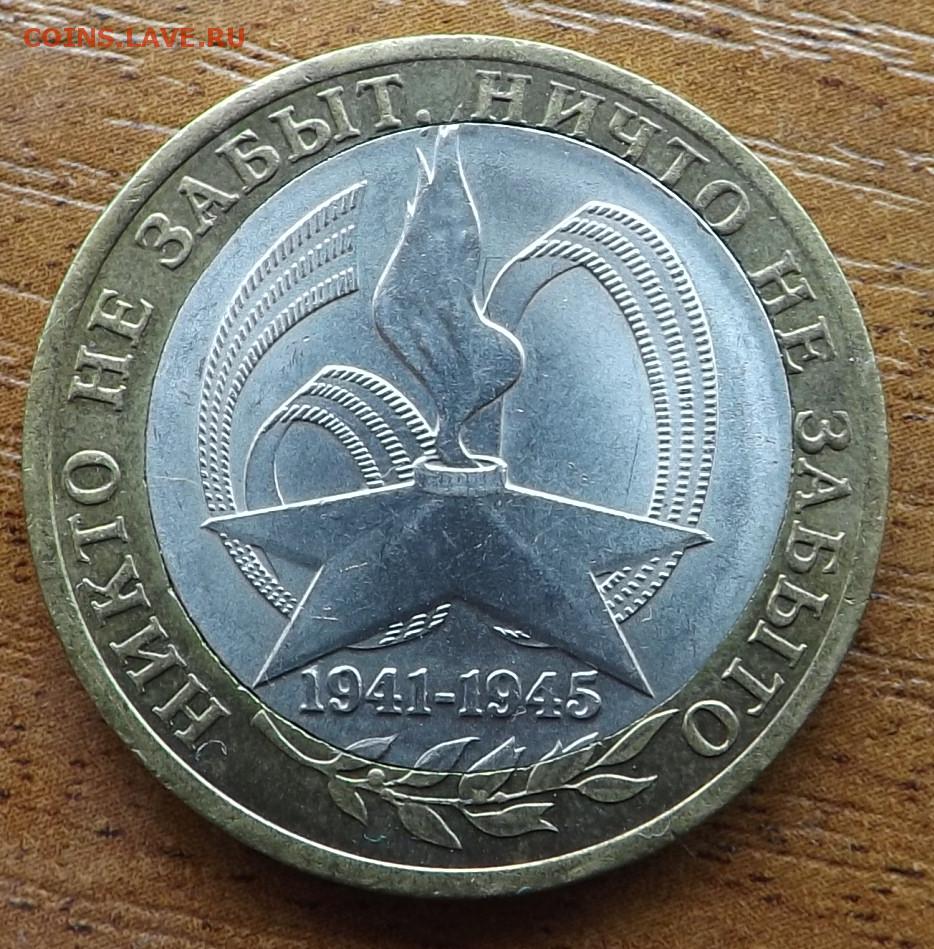 COINS.LAVE.RU
НИКТО НЕ ЗАБЫТ. НИЧТО НЕ ЗАБЫТО
1941-1945